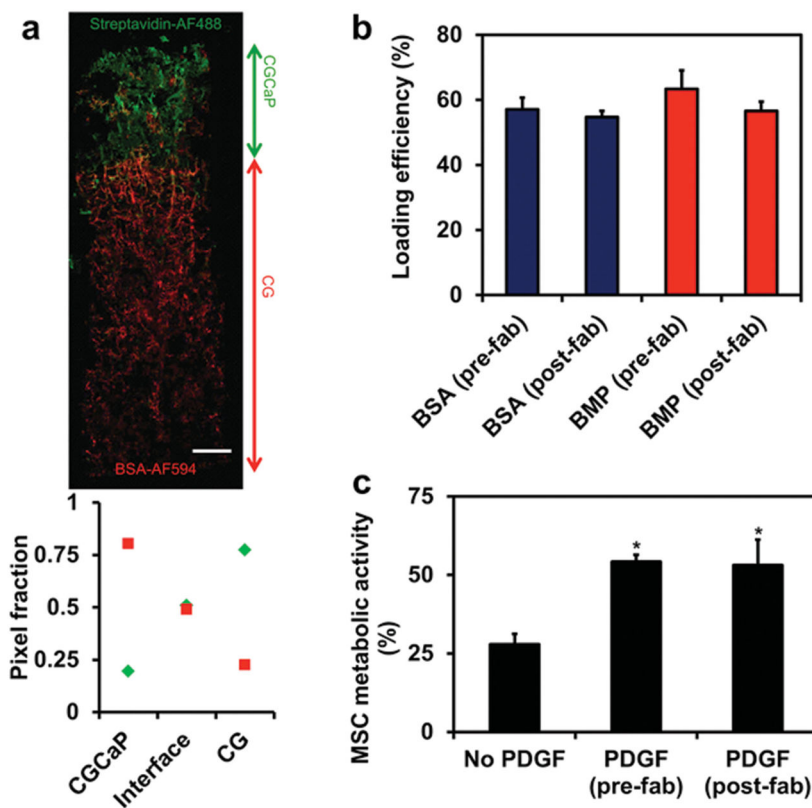 a
Streptavidin-AF488
CGCaP
CG
BSA-AF594
1
0.75
0.5
0.25
0
Pixel fraction
CGCaP
Interface
CG
b
80
60
40
20
0
Loading efficiency (%)
BSA (pre-fab)
BSA (post-fab)
BMP (pre-fab)
BMP (post-fab)
c
75
50
25
0
MSC metabolic activity
(%)
*
*
No PDGF
PDGF
(pre-fab)
PDGF
(post-fab)